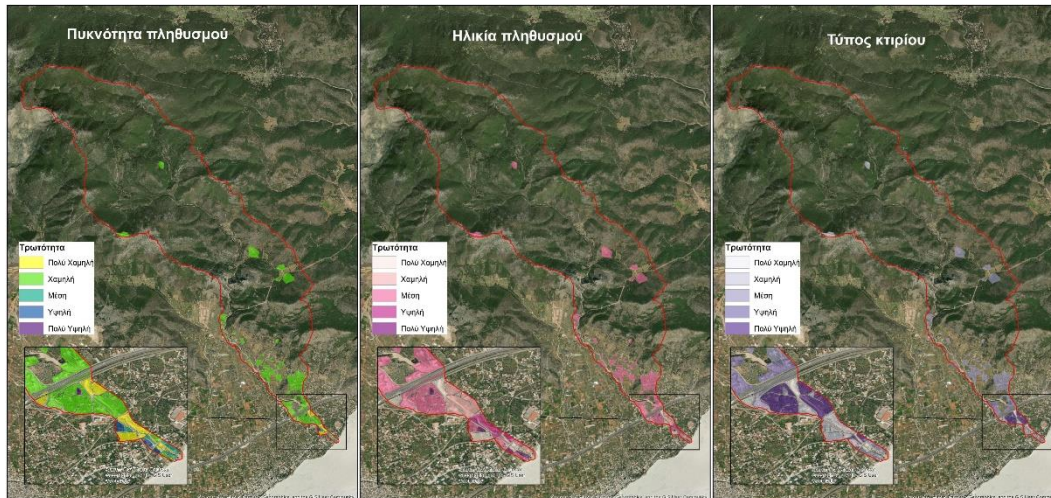 Πυκνότητα πληθυσμού
Τρωτότητα
Πολύ Χαμηλή
Χαμηλή
Μέση
Υψηλή
Πολύ Υψηλή
Ηλικία πληθυσμού
Τρωτότητα
Πολύ Χαμηλή
Χαμηλή
Μέση
Υψηλή
Πολύ Υψηλή
Τύπος κτιρίου
Τρωτότητα
Πολύ Χαμηλή
Χαμηλή
Μέση
Υψηλή
Πολύ Υψηλή